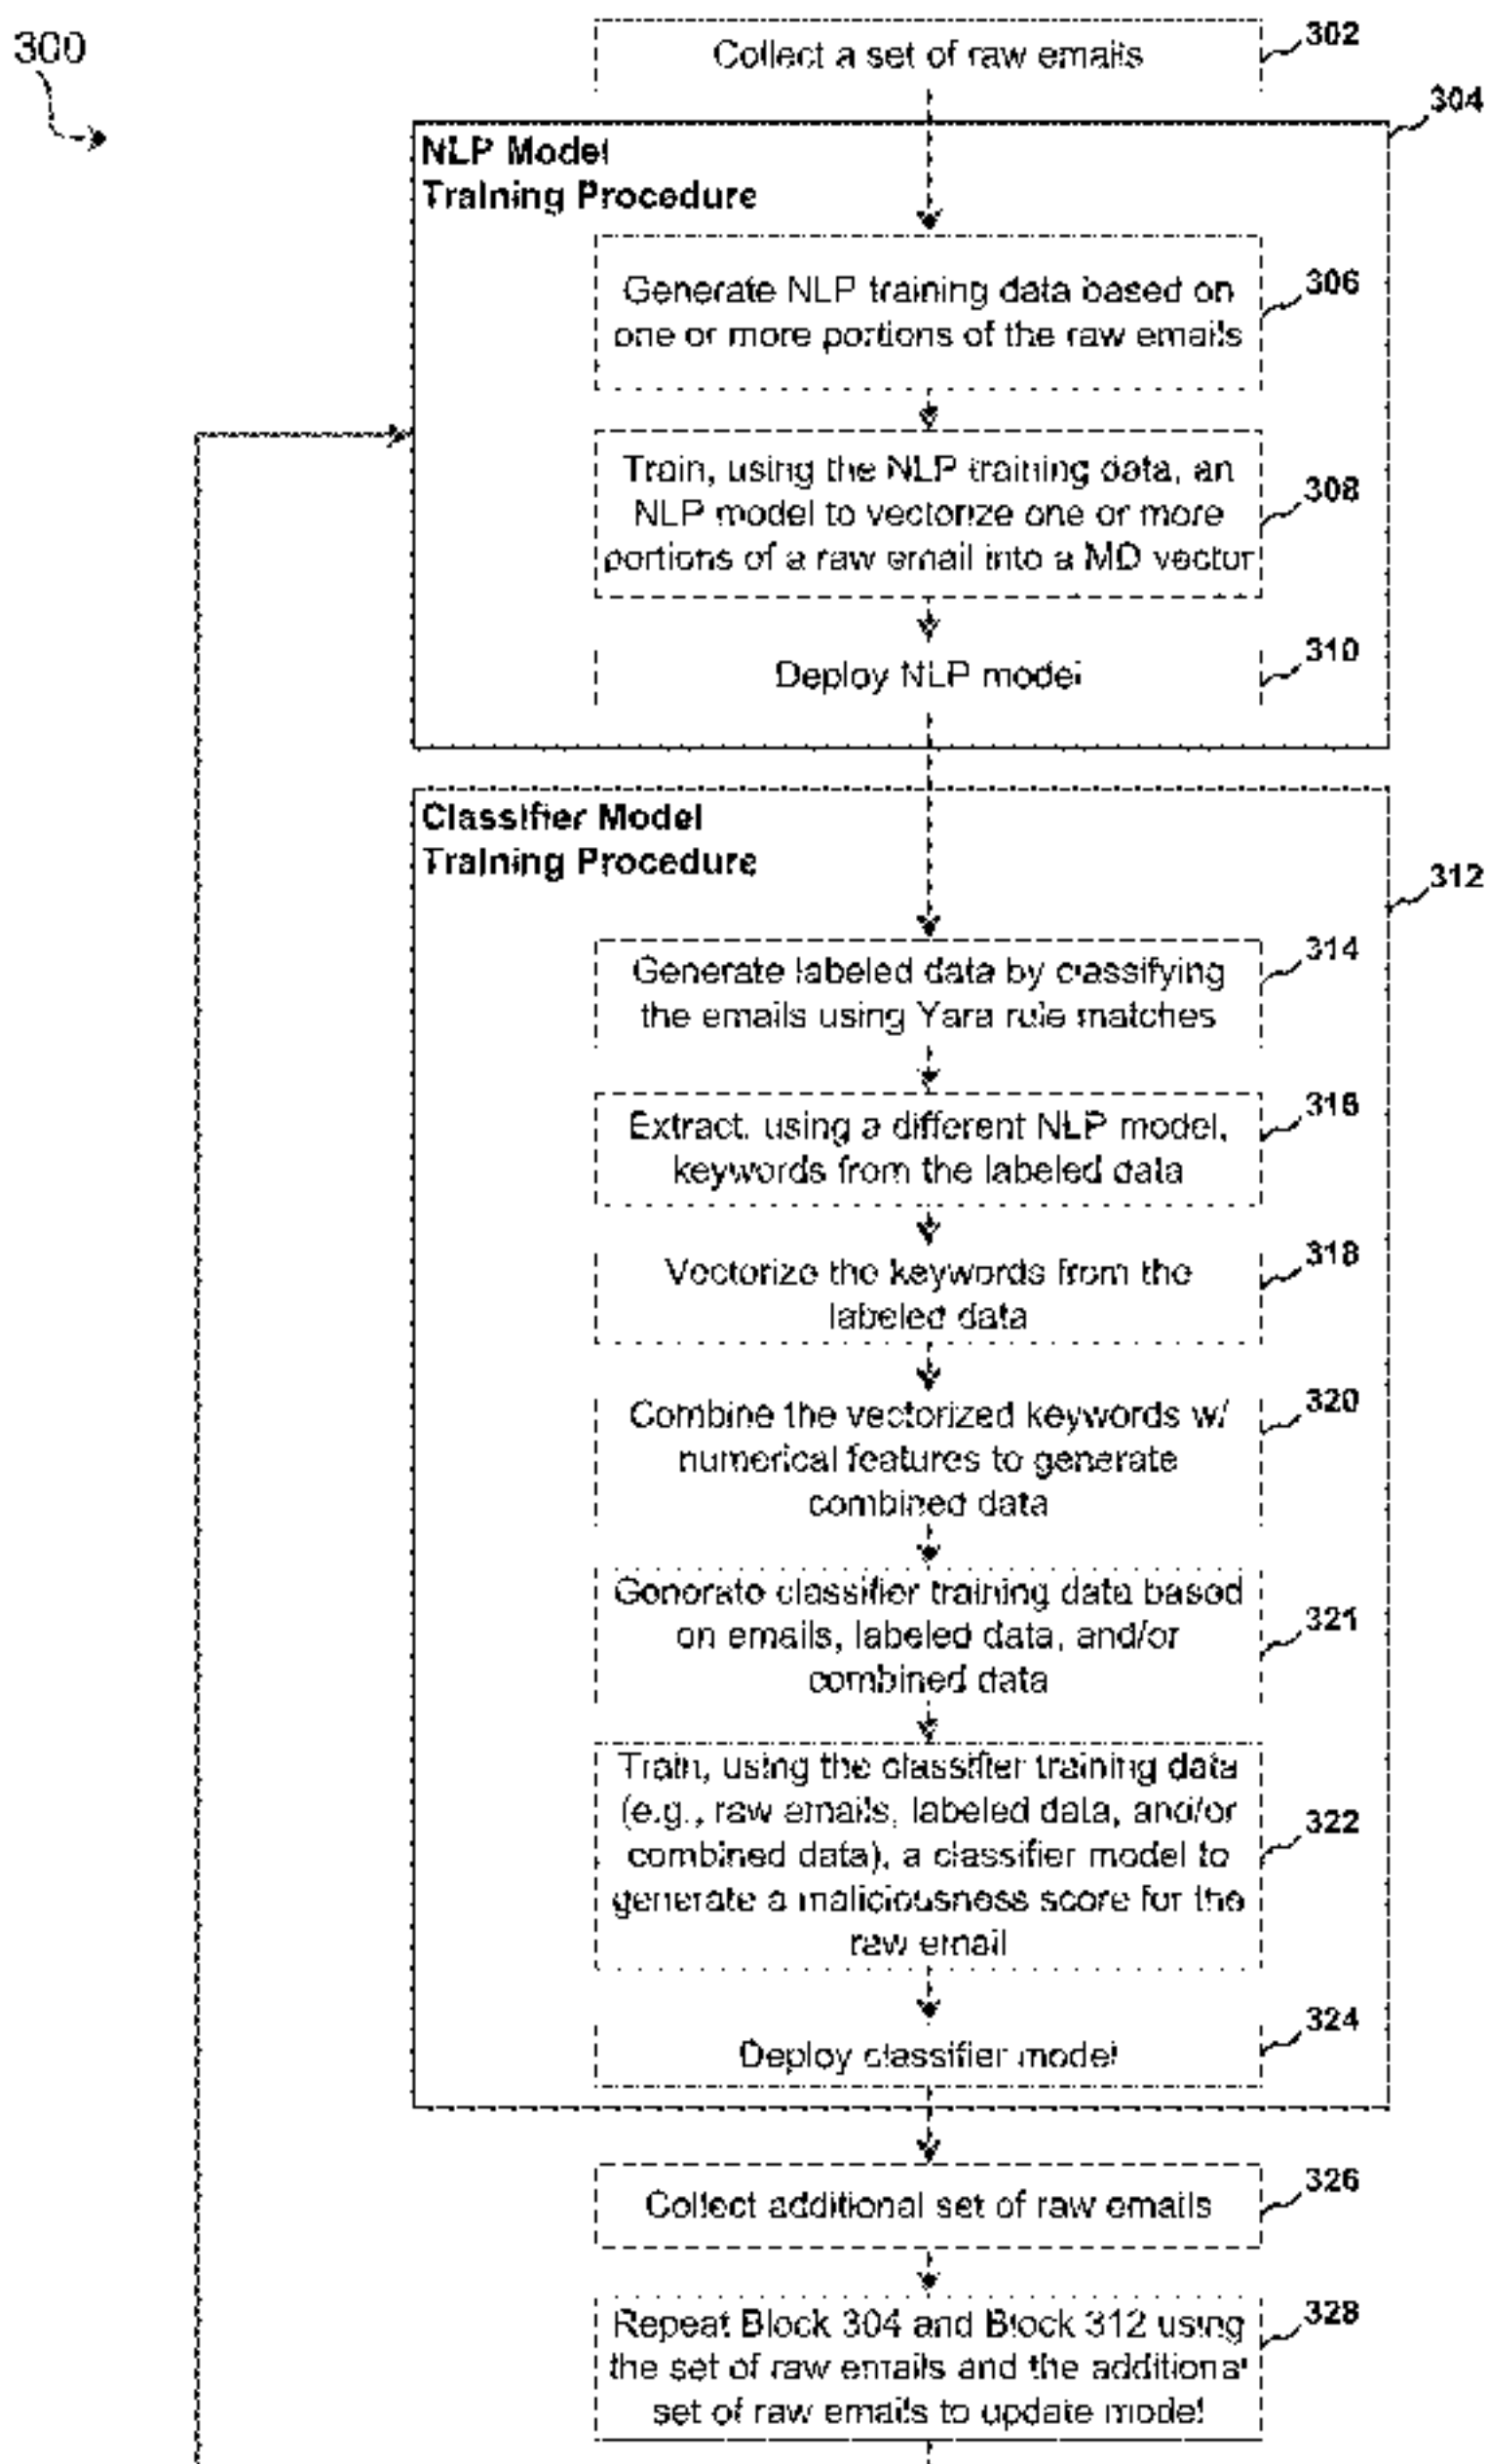 300
Collect a set of raw emails
302
304
NLP Model
Training Procedure
Generate NLP training data based on
one or more portions of the raw emails
306
Train, using the NLP training data, an
NLP model to vectorize one or more
portions of a raw email into a MD vector
308
Deploy NLP model
310
Classifier Model
Training Procedure
312
Generate labeled data by classifying
the emails using Yara rule matches
314
Extract, using a different NLP model,
keywords from the labeled data
316
Vectorize the keywords from the
labeled data
318
Combine the vectorized keywords w/
numerical features to generate
combined data
320
Generate classifier training data based
on emails, labeled data, and/or
combined data
321
Train, using the classifier training data
(e.g., raw emails, labeled data, and/or
combined data), a classifier model to
generate a maliciousness score for the
raw email
322
Deploy classifier model
324
Collect additional set of raw emails
326
Repeat Block 304 and Block 312 using
the set of raw emails and the additional
set of raw emails to update model
328